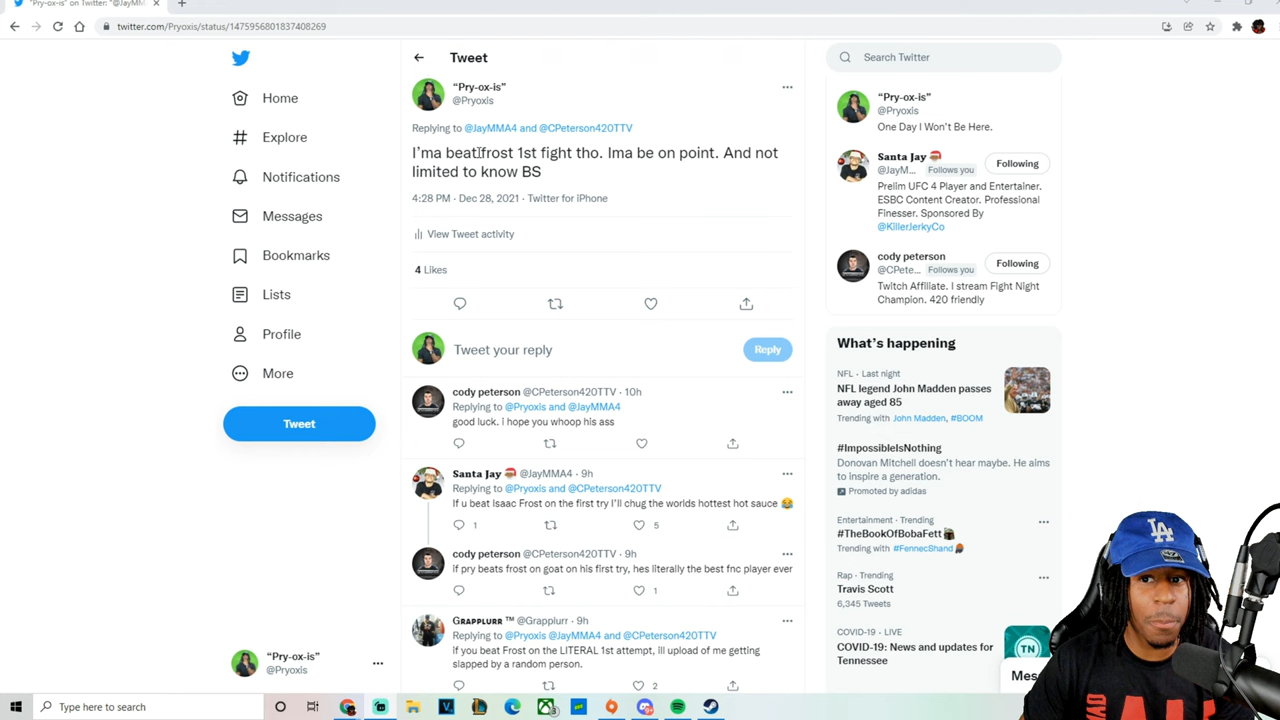 "Pry-ox-is" on Twitter: "@JayMM
twitter.com/Pryoxis/status/1475956801837408269
Home
Explore
Notifications
Messages
Bookmarks
Lists
Profile
More
Tweet
“Pry-ox-is”
@Pryoxis
Tweet
“Pry-ox-is”
@Pryoxis
Replying to @JayMMA4 and @CPeterson420TTV
I'ma beat frost 1st fight tho. Ima be on point. And not
limited to know BS
4:28 PM · Dec 28, 2021 · Twitter for iPhone
View Tweet activity
4 Likes
Tweet your reply
Reply
cody peterson @CPeterson420TTV · 10h
Replying to @Pryoxis and @JayMMA4
good luck. i hope you whoop his ass
Santa Jay 🎅 @JayMMA4 · 9h
Replying to @Pryoxis and @CPeterson420TTV
If u beat Isaac Frost on the first try I'll chug the worlds hottest hot sauce 😂
1 5
cody peterson @CPeterson420TTV · 9h
If pry beats frost on goat on his first try, hes literally the best fnc player ever
1
Grapplurr ™ @Grapplurr · 9h
Replying to @Pryoxis @JayMMA4 and @CPeterson420TTV
If you beat Frost on the LITERAL 1st attempt, ill upload of me getting
slapped by a random person.
2
Search Twitter
“Pry-ox-is”
@Pryoxis
One Day I Won't Be Here.
Santa Jay 🎅
@JayM... Follows you
Following
Prelim UFC 4 Player and Entertainer.
ESBC Content Creator. Professional
Finesser. Sponsored By
@KillerJerkyCo
cody peterson
@CPete... Follows you
Following
Twitch Affiliate. I stream Fight Night
Champion. 420 friendly
What's happening
NFL · Last night
NFL legend John Madden passes
away aged 85
Trending with John Madden, #BOOM
#ImpossibleIsNothing
Donovan Mitchell doesn't hear maybe. He aims
to inspire a generation.
Promoted by adidas
Entertainment · Trending
#TheBookOfBobaFett
Trending with #FennecShand
Rap · Trending
Travis Scott
6,345 Tweets
COVID-19 · LIVE
COVID-19: News and updates for
Tennessee
TN
Mes
LA
Type here to search